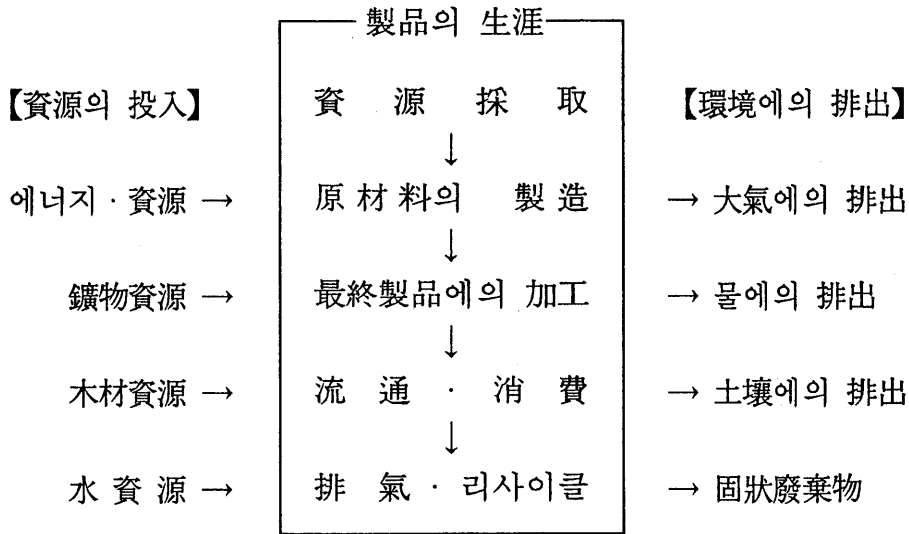 製品의 生涯
【資源의 投入】 資源採取 【環境에의 排出】
↓
에너지 · 資源 → 原材料의 製造 → 大氣에의 排出
↓
鑛物資源 → 最終製品에의 加工 → 물에의 排出
↓
木材資源 → 流通 · 消費 → 土壤에의 排出
↓
水資源 → 排氣 · 리사이클 → 固狀廢棄物